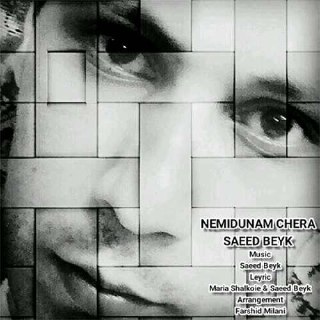 NEMIDUNAM CHERA
SAEED BEYK
Music
Saeed Beyk
Leyric
Maria Shalkoie & Saeed Beyk
Arrangement
Farshid Milani